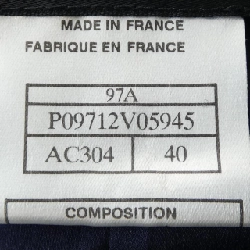 MADE IN FRANCE
FABRIQUE EN FRANCE
97A
P09712V05945
AC304 40
COMPOSITION